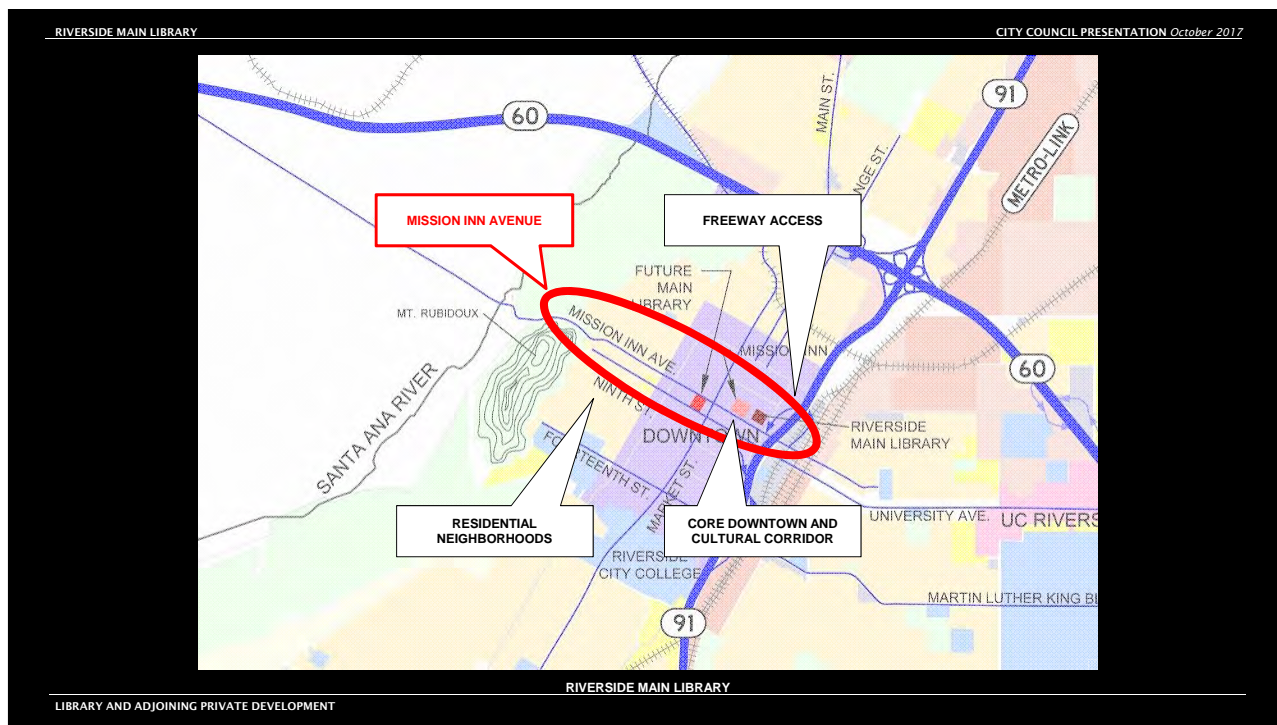 RIVERSIDE MAIN LIBRARY
CITY COUNCIL PRESENTATION October 2017
60
91
MAIN ST.
METRO-LINK
MISSION INN AVENUE
FREEWAY ACCESS
FUTURE
MAIN
LIBRARY
MT. RUBIDOUX
MISSION INN AVE.
MISSION INN
60
NINTH ST.
SANTA ANA RIVER
DOWNTOWN
RIVERSIDE
MAIN LIBRARY
MARKET ST.
UNIVERSITY AVE.
RESIDENTIAL
NEIGHBORHOODS
CORE DOWNTOWN AND
CULTURAL CORRIDOR
RIVERSIDE
CITY COLLEGE
MARTIN LUTHER KING
91
RIVERSIDE MAIN LIBRARY
LIBRARY AND ADJOINING PRIVATE DEVELOPMENT